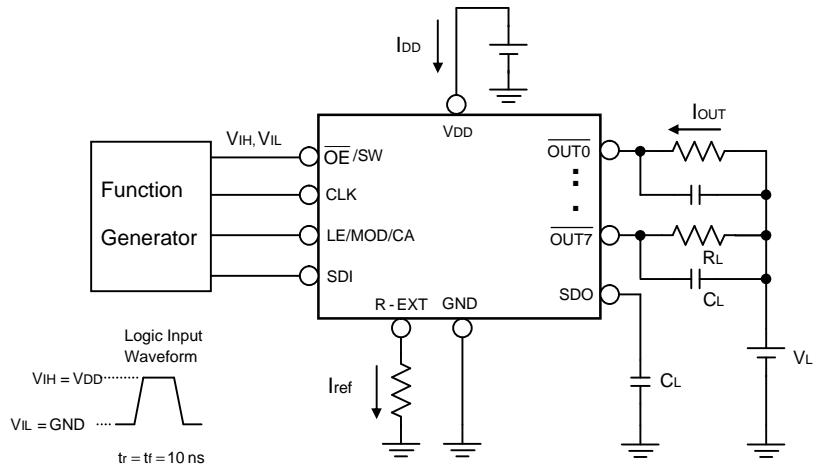 IDD
VDD
VIH, VIL
IOUT
Function
Generator
OE/SW
CLK
LE/MOD/CA
SDI
OUT0
OUT7
SDO
RL
CL
R-EXT
GND
Iref
CL
VL
Logic Input
Waveform
VIH = VDD
VIL = GND
tr = tf = 10 ns